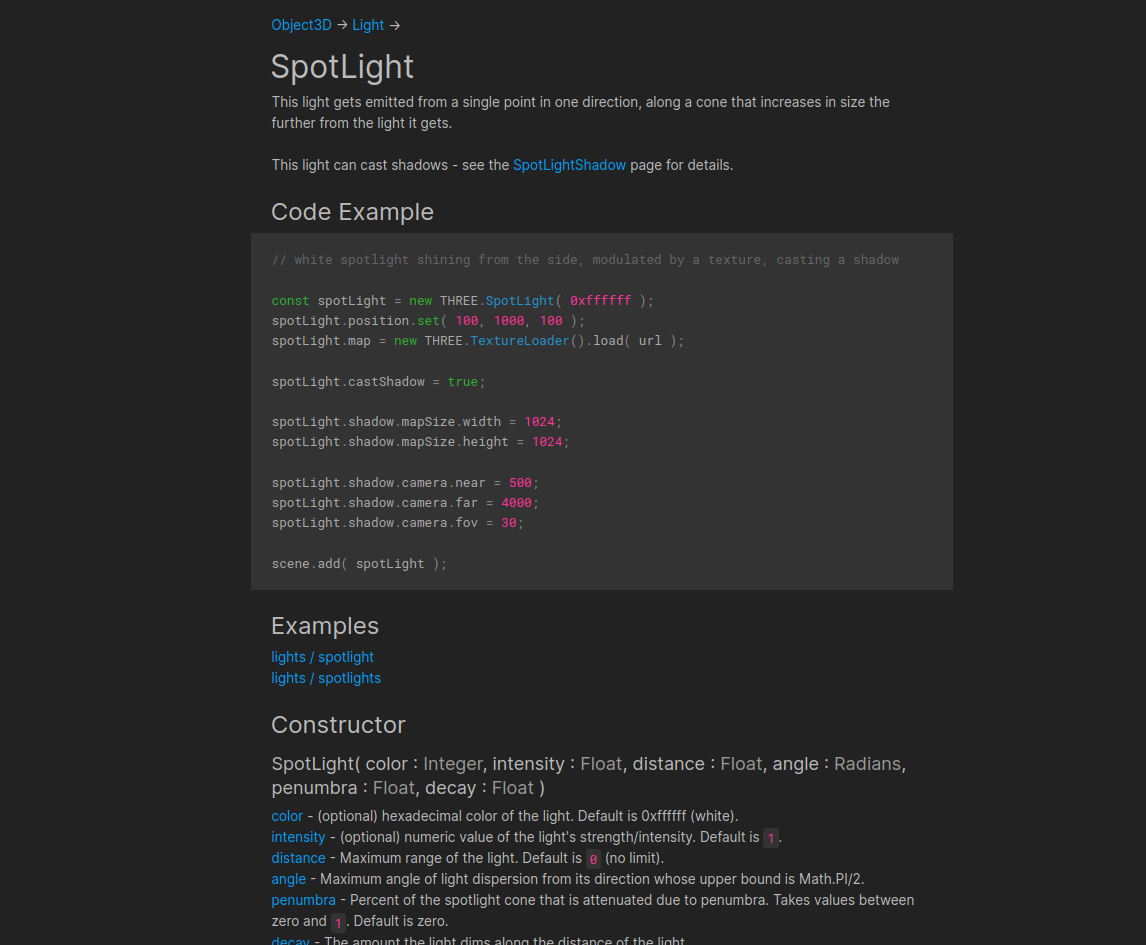 Object3D → Light →
SpotLight
This light gets emitted from a single point in one direction, along a cone that increases in size the
further from the light it gets.
This light can cast shadows - see the SpotLightShadow page for details.
Code Example
// white spotlight shining from the side, modulated by a texture, casting a shadow
const spotLight = new THREE.SpotLight( 0xffffff );
spotLight.position.set( 100, 1000, 100 );
spotLight.map = new THREE.TextureLoader().load( url );
spotLight.castShadow = true;
spotLight.shadow.mapSize.width = 1024;
spotLight.shadow.mapSize.height = 1024;
spotLight.shadow.camera.near = 500;
spotLight.shadow.camera.far = 4000;
spotLight.shadow.camera.fov = 30;
scene.add( spotLight );
Examples
lights / spotlight
lights / spotlights
Constructor
SpotLight( color : Integer, intensity : Float, distance : Float, angle : Radians,
penumbra : Float, decay : Float )
color - (optional) hexadecimal color of the light. Default is 0xffffff (white).
intensity - (optional) numeric value of the light's strength/intensity. Default is 1.
distance - Maximum range of the light. Default is 0 (no limit).
angle - Maximum angle of light dispersion from its direction whose upper bound is Math.PI/2.
penumbra - Percent of the spotlight cone that is attenuated due to penumbra. Takes values between
zero and 1. Default is zero.
decay - The amount the light dims along the distance of the light.